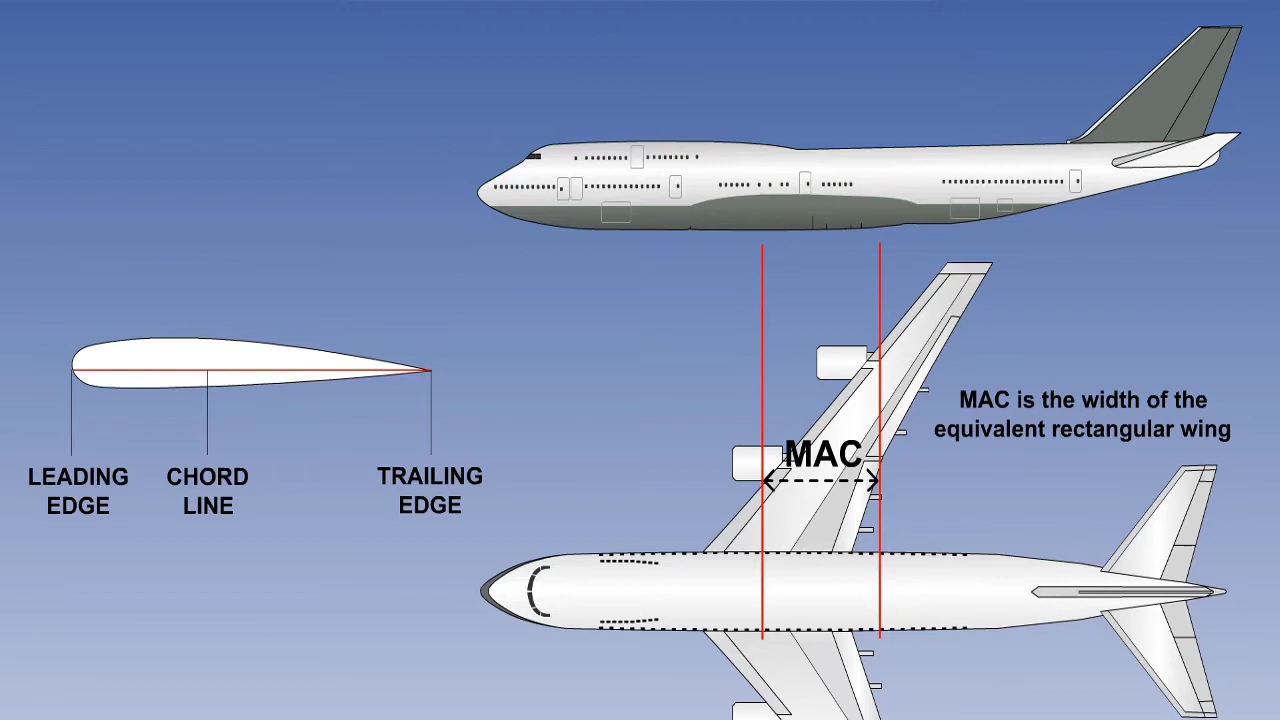 MAC is the width of the
equivalent rectangular wing
MAC
LEADING
EDGE
CHORD
LINE
TRAILING
EDGE